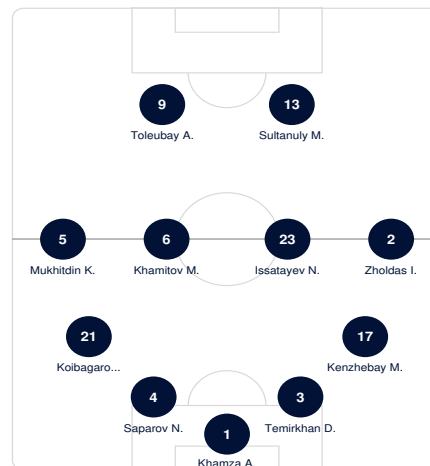 9
13
Toleubay A.
Sultanuly M.
5
6
23
2
Mukhitdin K.
Khamitov M.
Issatayev N.
Zholdas I.
21
17
Koibagaro...
Kenzhebay M.
4
3
Saparov N.
Temirkhan D.
1
Khamza A.